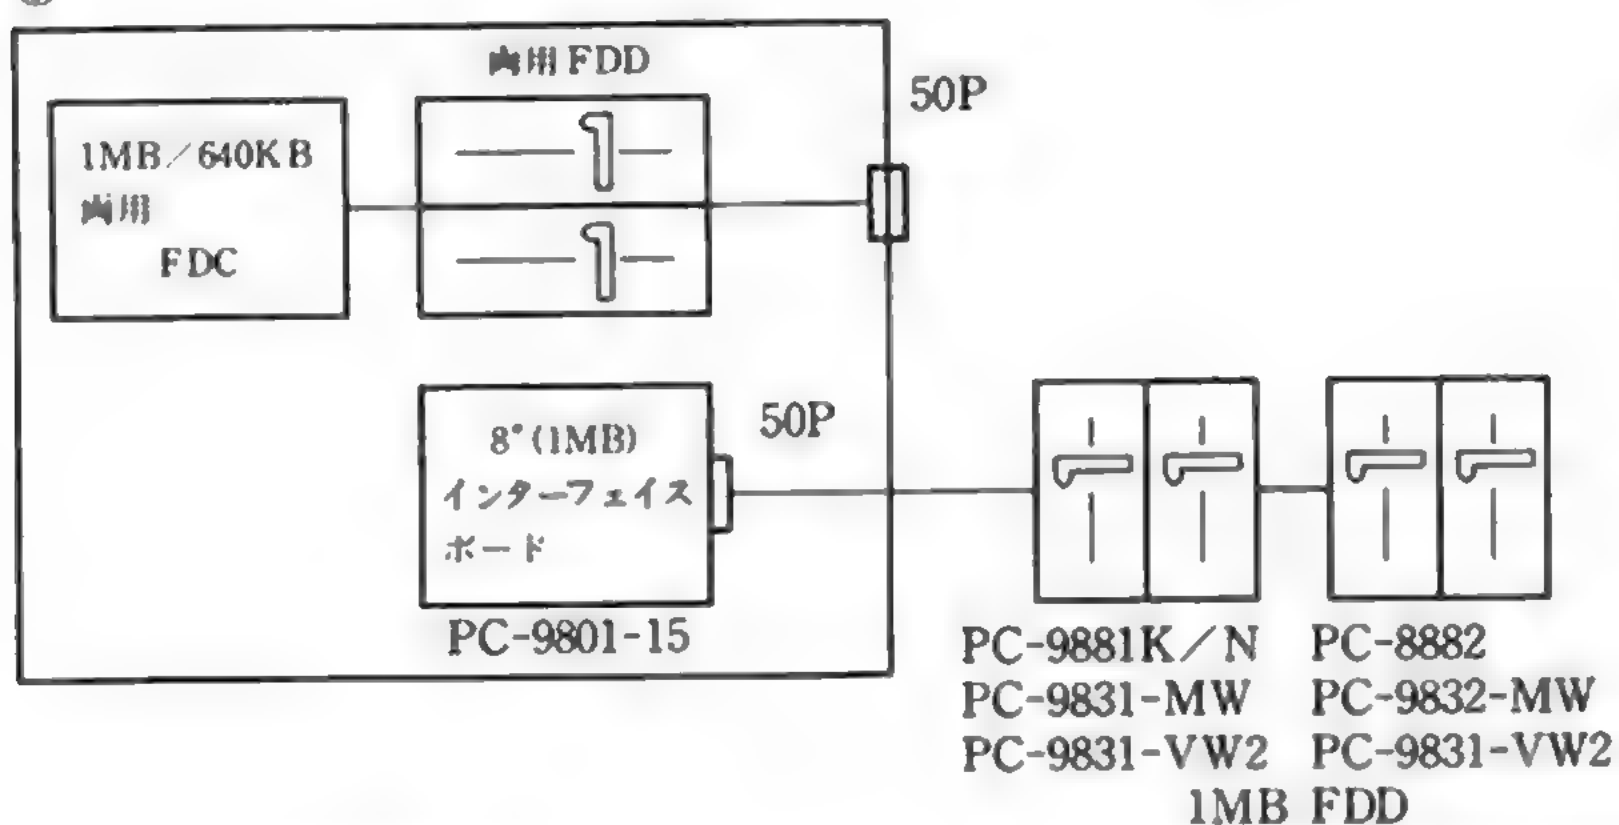 両用FDD
50P
1MB/640KB
両用
FDC
50P
8"(1MB)
インターフェイス
ボード
PC-9801-15
PC-9881K/N
PC-9831-MW
PC-9831-VW2
PC-8882
PC-9832-MW
PC-9831-VW2
1MB FDD